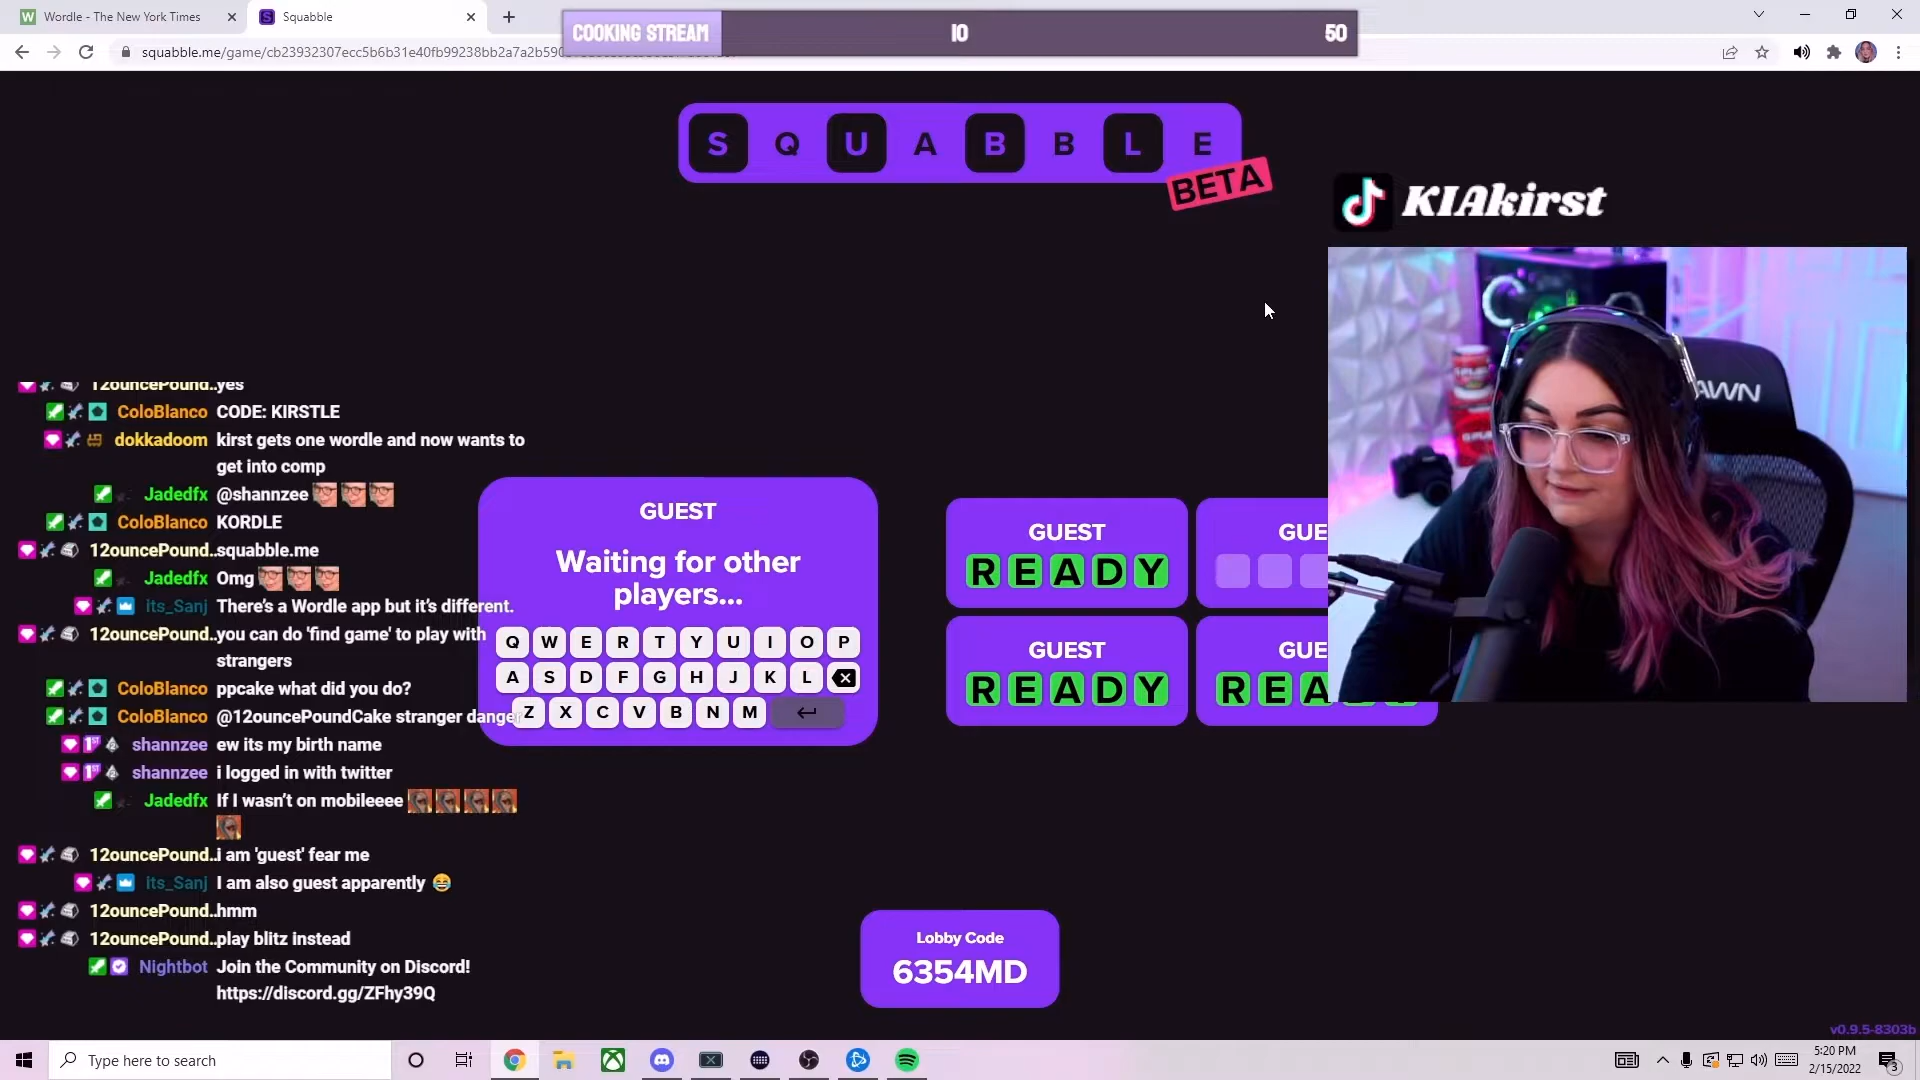 Wordle - The New York Times
Squabble
COOKING STREAM 10 50
squabble.me/game/cb23932307ecc5b6b31e40fb99238bb2a7a2b590
SQUABBLE
BETA
KIAkirst
12ouncePound..yes
ColoBlanco CODE: KIRSTLE
dokkadoom kirst gets one wordle and now wants to
get into comp
Jadedfx @shannzee
ColoBlanco KORDLE
12ouncePound..squabble.me
Jadedfx Omg
its_Sanj There's a Wordle app but it's different.
12ouncePound..you can do 'find game' to play with
strangers
ColoBlanco ppcake what did you do?
ColoBlanco @12ouncePoundCake stranger danger
shannzee ew its my birth name
shannzee i logged in with twitter
Jadedfx If I wasn't on mobileeee
12ouncePound..i am 'guest' fear me
its_Sanj I am also guest apparently 😂
12ouncePound..hmm
12ouncePound..play blitz instead
Nightbot Join the Community on Discord!
https://discord.gg/ZFhy39Q
GUEST
Waiting for other
players...
Q W E R T Y U I O P
A S D F G H J K L
Z X C V B N M
GUEST
READY
GUE
GUEST
READY
GUE
REA
AWN
Lobby Code
6354MD
v0.9.5-8303b
Type here to search
5:20 PM
2/15/2022
3